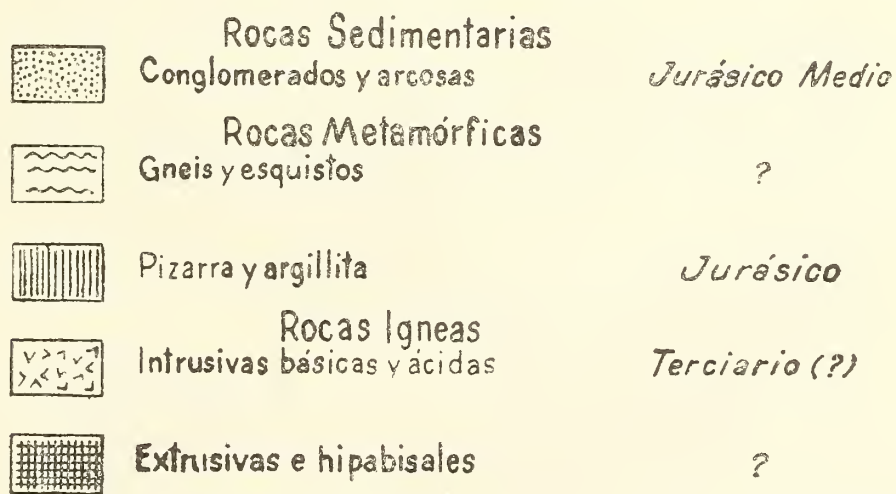 Rocas Sedimentarias
Conglomerados y arcosas Jurásico Medio
Rocas Metamórficas
Gneis y esquistos ?
Pizarra y argillita Jurásico
Rocas Igneas
Intrusivas básicas y ácidas Terciario (?)
Extrusivas e hipabisales ?